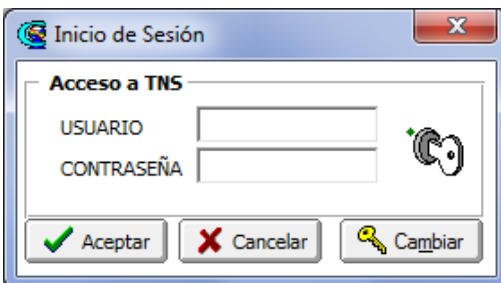 Inicio de Sesión
Acceso a TNS
USUARIO
CONTRASEÑA
Aceptar Cancelar Cambiar